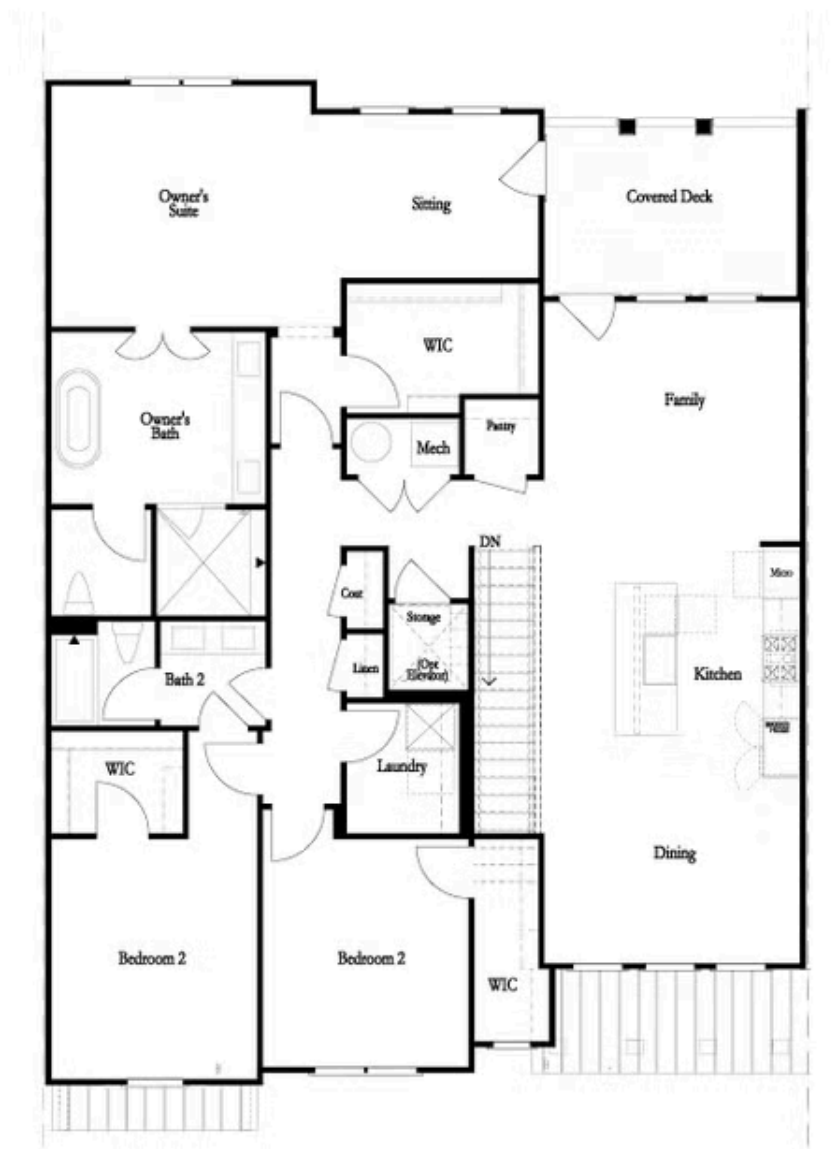 Owner's
Suite
Sitting
Covered Deck
WIC
Family
Owner's
Bath
Pantry
Mech
DN
Micro
Coat
Storage
Linen
(Opt
Elevator)
Kitchen
Bath 2
WIC
Laundry
Dining
Bedroom 2
Bedroom 2
WIC